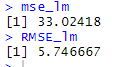 > mse_lm
[1] 33.02418
> RMSE_lm
[1] 5.746667
>